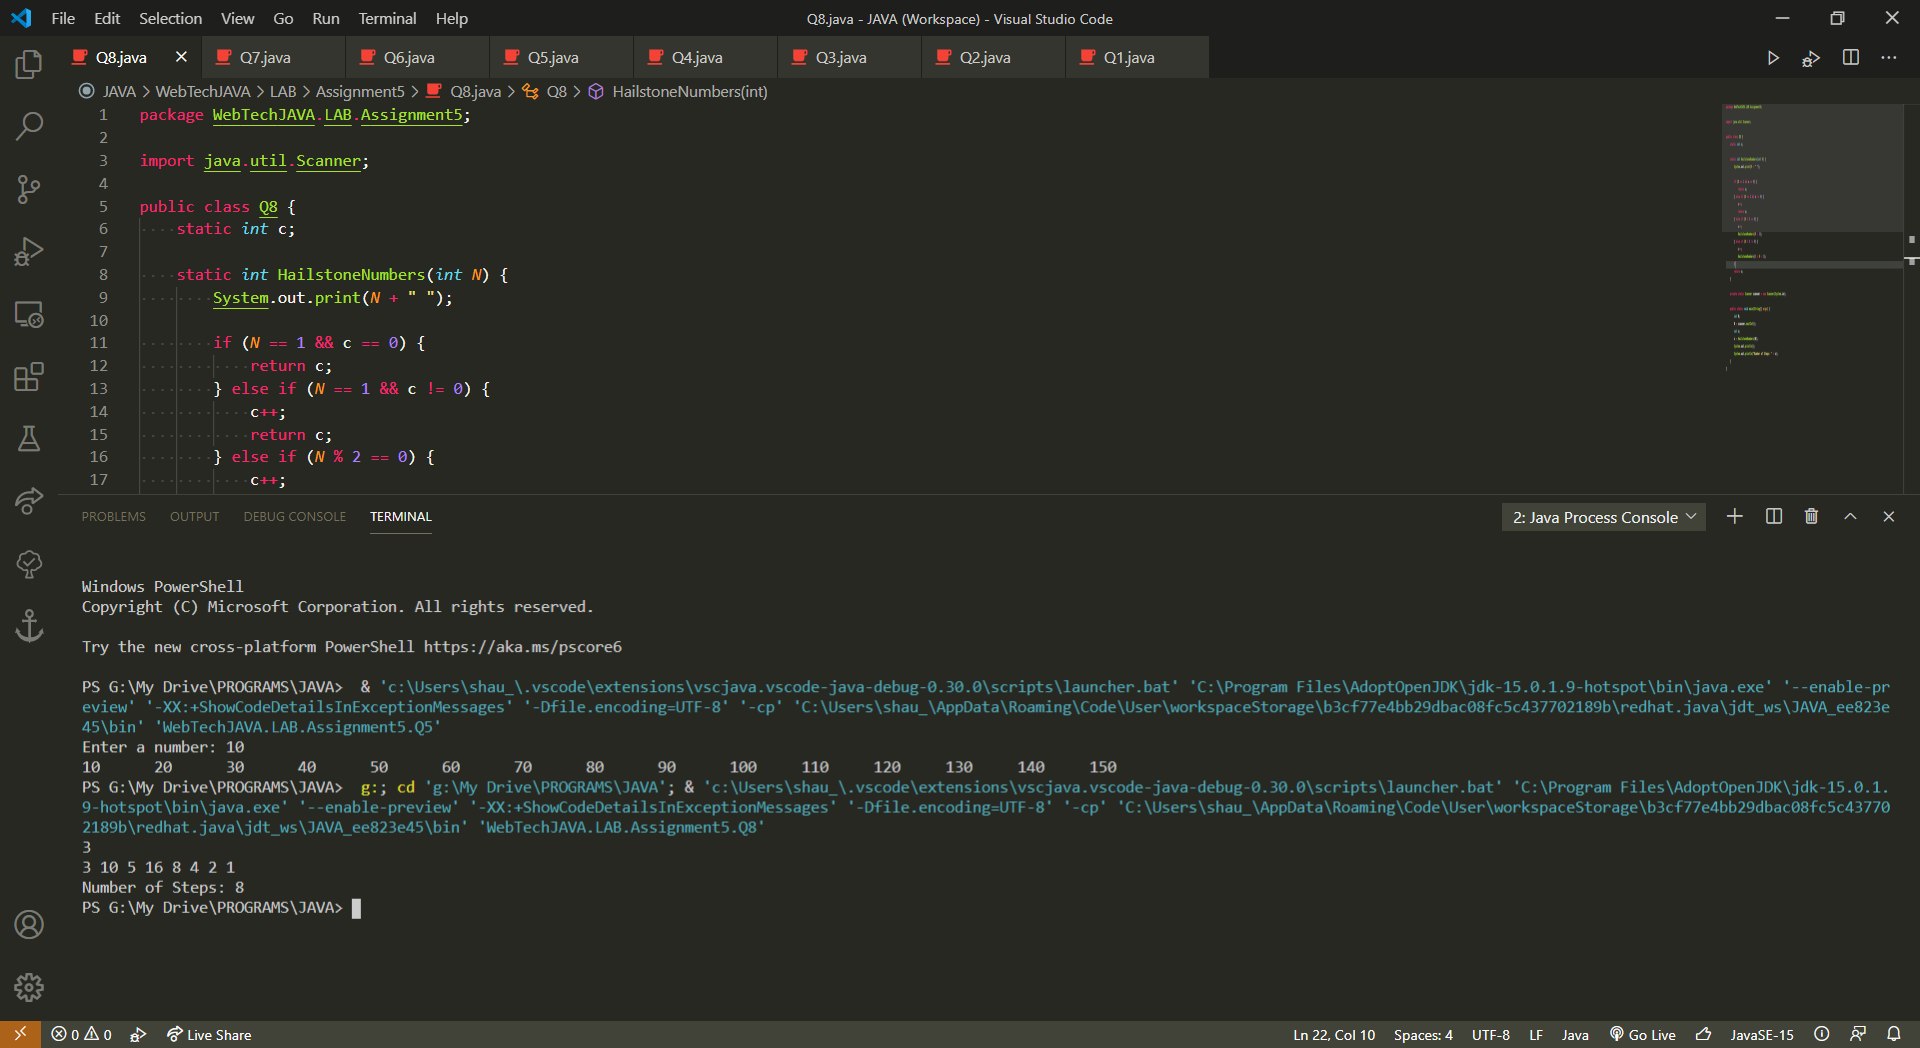 File Edit Selection View Go Run Terminal Help
Q8.java - JAVA (Workspace) - Visual Studio Code
Q8.java Q7.java Q6.java Q5.java Q4.java Q3.java Q2.java Q1.java
JAVA > WebTechJAVA > LAB > Assignment5 > Q8.java > Q8 > HailstoneNumbers(int)
1 package WebTechJAVA.LAB.Assignment5;
2
3 import java.util.Scanner;
4
5 public class Q8 {
6     static int c;
7
8     static int HailstoneNumbers(int N) {
9         System.out.print(N + " ");
10
11         if (N == 1 && c == 0) {
12             return c;
13         } else if (N == 1 && c != 0) {
14             c++;
15             return c;
16         } else if (N % 2 == 0) {
17             c++;
PROBLEMS OUTPUT DEBUG CONSOLE TERMINAL
2: Java Process Console
Windows PowerShell
Copyright (C) Microsoft Corporation. All rights reserved.
Try the new cross-platform PowerShell https://aka.ms/pscore6
PS G:\My Drive\PROGRAMS\JAVA>  & 'c:\Users\shau_\.vscode\extensions\vscjava.vscode-java-debug-0.30.0\scripts\launcher.bat' 'C:\Program Files\AdoptOpenJDK\jdk-15.0.1.9-hotspot\bin\java.exe' '--enable-pr
eview' '-XX:+ShowCodeDetailsInExceptionMessages' '-Dfile.encoding=UTF-8' '-cp' 'C:\Users\shau_\AppData\Roaming\Code\User\workspaceStorage\b3cf77e4bb29dbac08fc5c437702189b\redhat.java\jdt_ws\JAVA_ee823e
45\bin' 'WebTechJAVA.LAB.Assignment5.Q5'
Enter a number: 10
10 20 30 40 50 60 70 80 90 100 110 120 130 140 150
PS G:\My Drive\PROGRAMS\JAVA>  g:; cd 'g:\My Drive\PROGRAMS\JAVA'; & 'c:\Users\shau_\.vscode\extensions\vscjava.vscode-java-debug-0.30.0\scripts\launcher.bat' 'C:\Program Files\AdoptOpenJDK\jdk-15.0.1.
9-hotspot\bin\java.exe' '--enable-preview' '-XX:+ShowCodeDetailsInExceptionMessages' '-Dfile.encoding=UTF-8' '-cp' 'C:\Users\shau_\AppData\Roaming\Code\User\workspaceStorage\b3cf77e4bb29dbac08fc5c43770
2189b\redhat.java\jdt_ws\JAVA_ee823e45\bin' 'WebTechJAVA.LAB.Assignment5.Q8'
3
3 10 5 16 8 4 2 1
Number of Steps: 8
PS G:\My Drive\PROGRAMS\JAVA>
0 0 Live Share Ln 22, Col 10 Spaces: 4 UTF-8 LF Java Go Live JavaSE-15